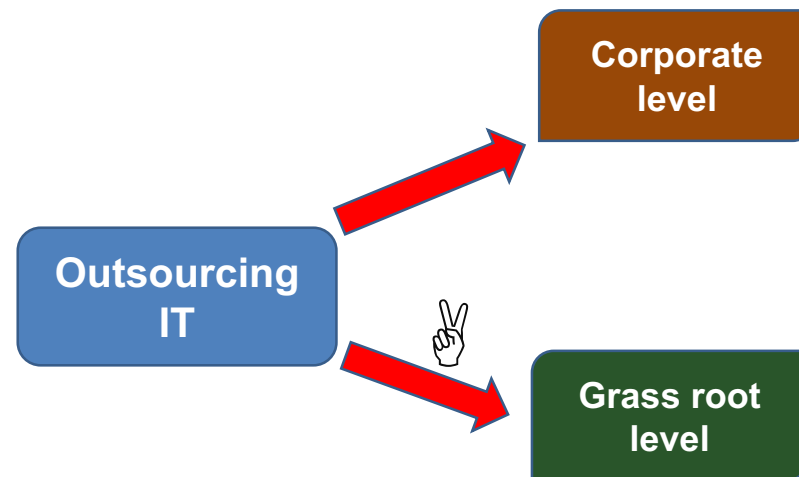 Corporate
level
Outsourcing
IT
Grass root
level